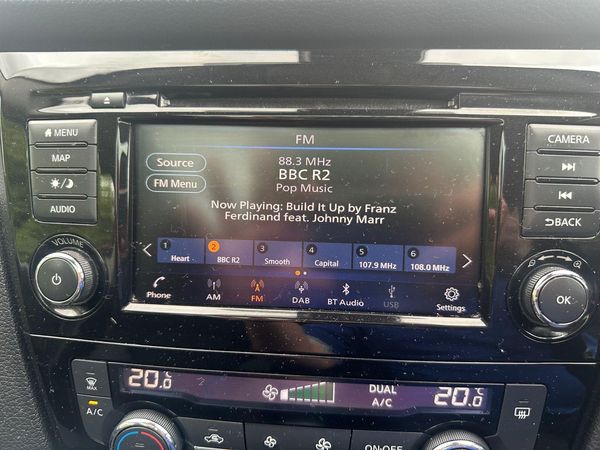 MENU
MAP
AUDIO
VOLUME
CAMERA
BACK
OK
FM
Source
FM Menu
88.3 MHz
BBC R2
Pop Music
Now Playing: Build It Up by Franz
Ferdinand feat. Johnny Marr
1 2 3 4 5 6
Heart BBC R2 Smooth Capital 107.9 MHz 108.0 MHz
Phone AM FM DAB BT Audio USB Settings
MAX
A/C
20.0 °C
DUAL
A/C
20.0 °C
ON·OFF